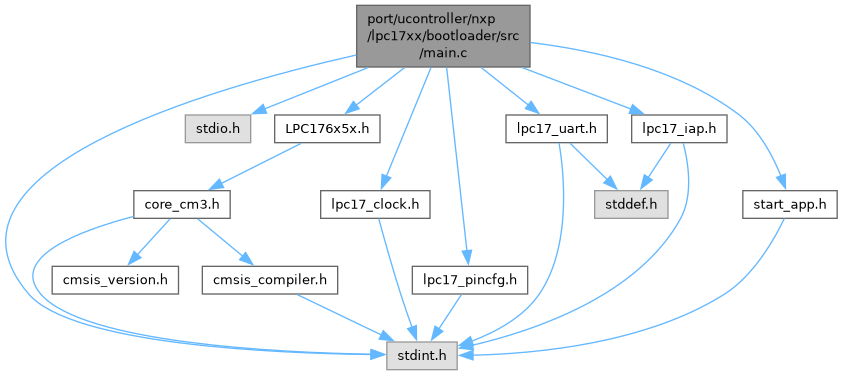 port/ucontroller/nxp
/lpc17xx/bootloader/src
/main.c
stdio.h
LPC176x5x.h
lpc17_uart.h
lpc17_iap.h
core_cm3.h
lpc17_clock.h
stddef.h
start_app.h
cmsis_version.h
cmsis_compiler.h
lpc17_pincfg.h
stdint.h